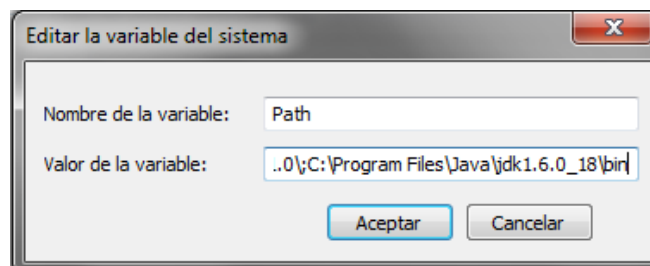 Editar la variable del sistema
Nombre de la variable: Path
Valor de la variable: ..0\;C:\Program Files\Java\jdk1.6.0_18\bin
Aceptar Cancelar